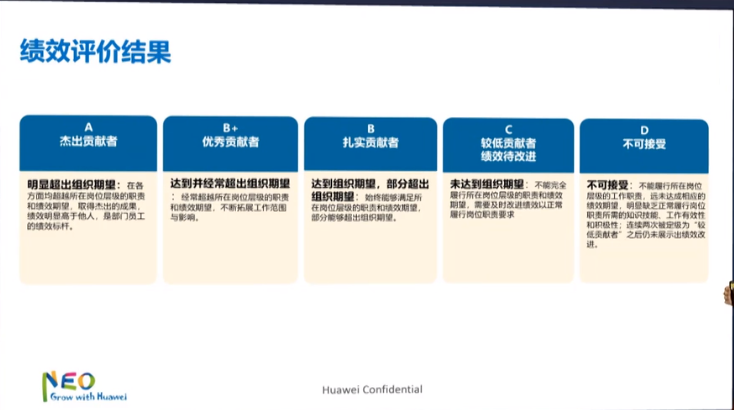 绩效评价结果
A
杰出贡献者
明显超出组织期望：在各
方面均超越所在岗位层级的职责
和绩效期望，取得杰出的成果，
绩效明显高于他人，是部门员工
的绩效标杆。
B+
优秀贡献者
达到并经常超出组织期望
：经常超越所在岗位层级的职责
和绩效期望，不断拓展工作范围
与影响。
B
扎实贡献者
达到组织期望，部分超出
组织期望：始终能够满足所
在岗位层级的职责和绩效期望，
部分能够超出组织期望。
C
较低贡献者
绩效待改进
未达到组织期望：不能完全
履行所在岗位层级的职责和绩效
期望，需要及时改进绩效以正常
履行岗位职责要求
D
不可接受
不可接受：不能履行所在岗位
层级的工作职责，远未达成相应的
绩效期望，明显缺乏正常履行岗位
职责所需的知识技能、工作有效性
和积极性；连续两次被定级为“较
低贡献者”之后仍未展示出绩效改
进。
NEO
Grow with Huawei
Huawei Confidential